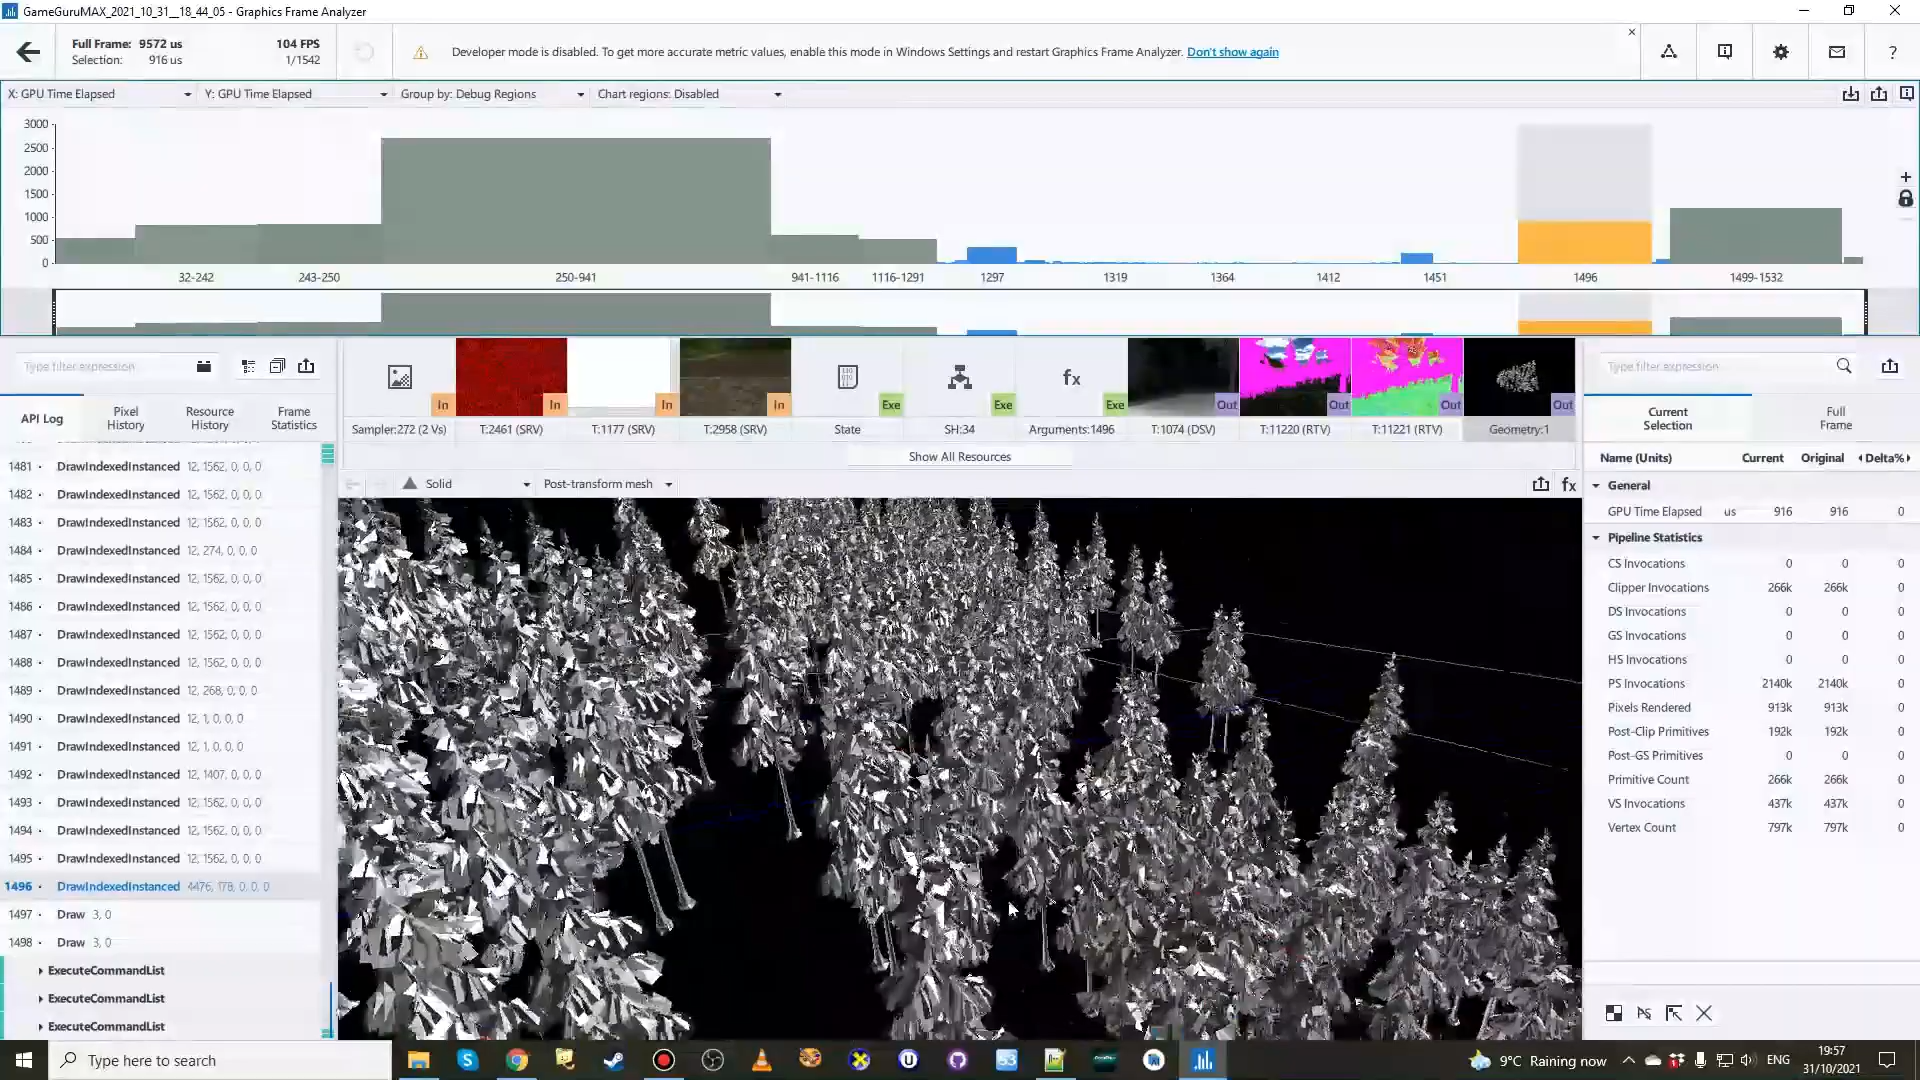 GameGuruMAX_2021_10_31__18_44_05 - Graphics Frame Analyzer
Full Frame: 9572 us 104 FPS
Selection: 916 us 1/1542
Developer mode is disabled. To get more accurate metric values, enable this mode in Windows Settings and restart Graphics Frame Analyzer. Don't show again
?
X: GPU Time Elapsed Y: GPU Time Elapsed Group by: Debug Regions Chart regions: Disabled
3000
2500
2000
1500
1000
500
0
32-242 243-250 250-941 941-1116 1116-1291 1297 1319 1364 1412 1451 1496 1499-1532
Type filter expression
API Log
Pixel History
Resource History
Frame Statistics
1481 DrawIndexedInstanced 12, 1562, 0, 0, 0
1482 DrawIndexedInstanced 12, 1562, 0, 0, 0
1483 DrawIndexedInstanced 12, 1562, 0, 0, 0
1484 DrawIndexedInstanced 12, 274, 0, 0, 0
1485 DrawIndexedInstanced 12, 1562, 0, 0, 0
1486 DrawIndexedInstanced 12, 1562, 0, 0, 0
1487 DrawIndexedInstanced 12, 1562, 0, 0, 0
1488 DrawIndexedInstanced 12, 1562, 0, 0, 0
1489 DrawIndexedInstanced 12, 268, 0, 0, 0
1490 DrawIndexedInstanced 12, 1, 0, 0, 0
1491 DrawIndexedInstanced 12, 1, 0, 0, 0
1492 DrawIndexedInstanced 12, 1407, 0, 0, 0
1493 DrawIndexedInstanced 12, 1562, 0, 0, 0
1494 DrawIndexedInstanced 12, 1562, 0, 0, 0
1495 DrawIndexedInstanced 12, 1562, 0, 0, 0
1496 DrawIndexedInstanced 4476, 178, 0, 0, 0
1497 Draw 3, 0
1498 Draw 3, 0
ExecuteCommandList
ExecuteCommandList
ExecuteCommandList
In In In In Exe Exe fx Exe Out Out Out Out
Sampler:272 (2 Vs) T:2461 (SRV) T:1177 (SRV) T:2958 (SRV) State SH:34 Arguments:1496 T:1074 (DSV) T:11220 (RTV) T:11221 (RTV) Geometry:1
Show All Resources
Solid Post-transform mesh fx
Type filter expression
Current Selection
Full Frame
Name (Units) Current Original Delta%
General
GPU Time Elapsed us 916 916 0
Pipeline Statistics
CS Invocations 0 0 0
Clipper Invocations 266k 266k 0
DS Invocations 0 0 0
GS Invocations 0 0 0
HS Invocations 0 0 0
PS Invocations 2140k 2140k 0
Pixels Rendered 913k 913k 0
Post-Clip Primitives 192k 192k 0
Post-GS Primitives 0 0 0
Primitive Count 266k 266k 0
VS Invocations 437k 437k 0
Vertex Count 797k 797k 0
Type here to search
9°C Raining now
ENG
19:57
31/10/2021